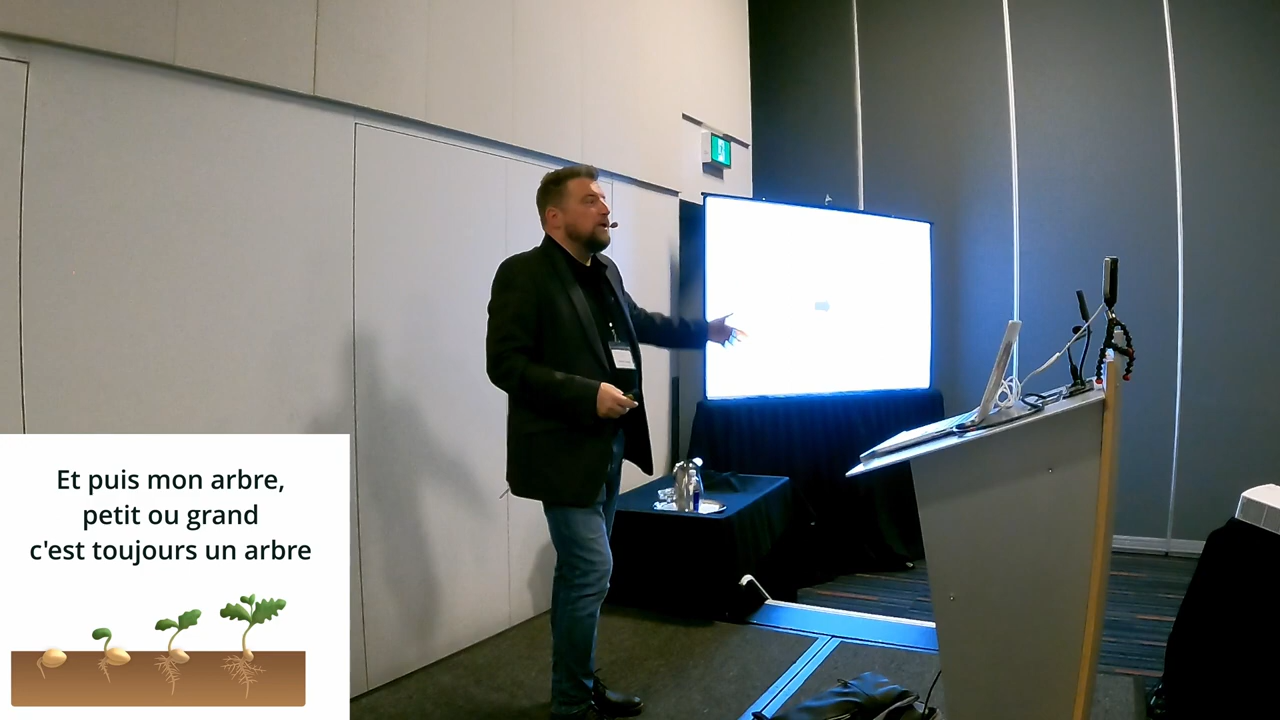 Et puis mon arbre,
petit ou grand
c'est toujours un arbre